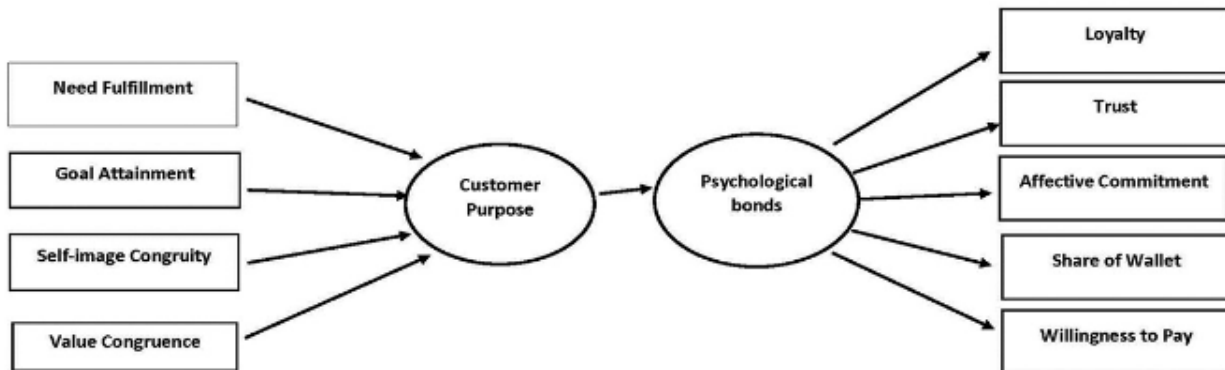 Need Fulfillment
Goal Attainment
Self-image Congruity
Value Congruence
Customer
Purpose
Psychological
bonds
Loyalty
Trust
Affective Commitment
Share of Wallet
Willingness to Pay